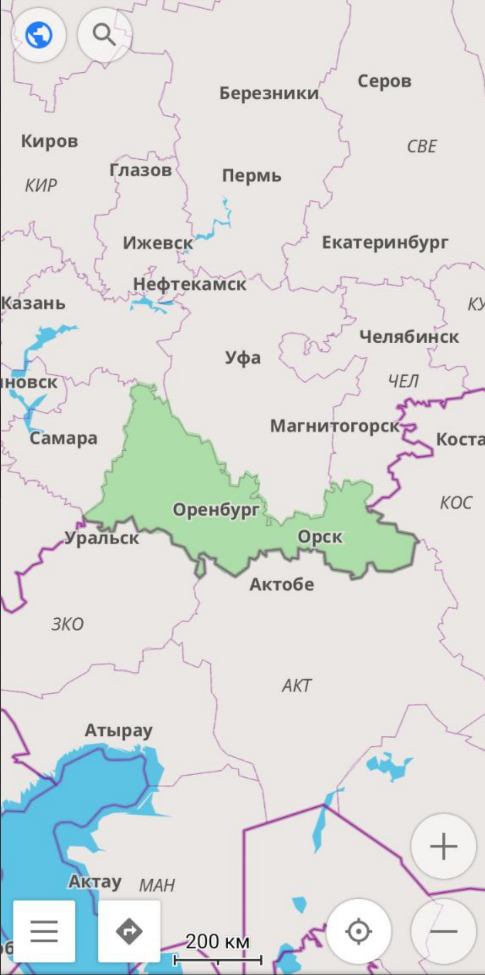 Березники
Серов
Киров
СВЕ
Глазов
Пермь
КИР
Ижевск
Екатеринбург
Нефтекамск
Казань
КУ
Челябинск
Уфа
новск
ЧЕЛ
Магнитогорск
Самара
Коста
КОС
Оренбург
Уральск
Орск
Актобе
ЗКО
АКТ
Атырау
Актау
МАН
200 км